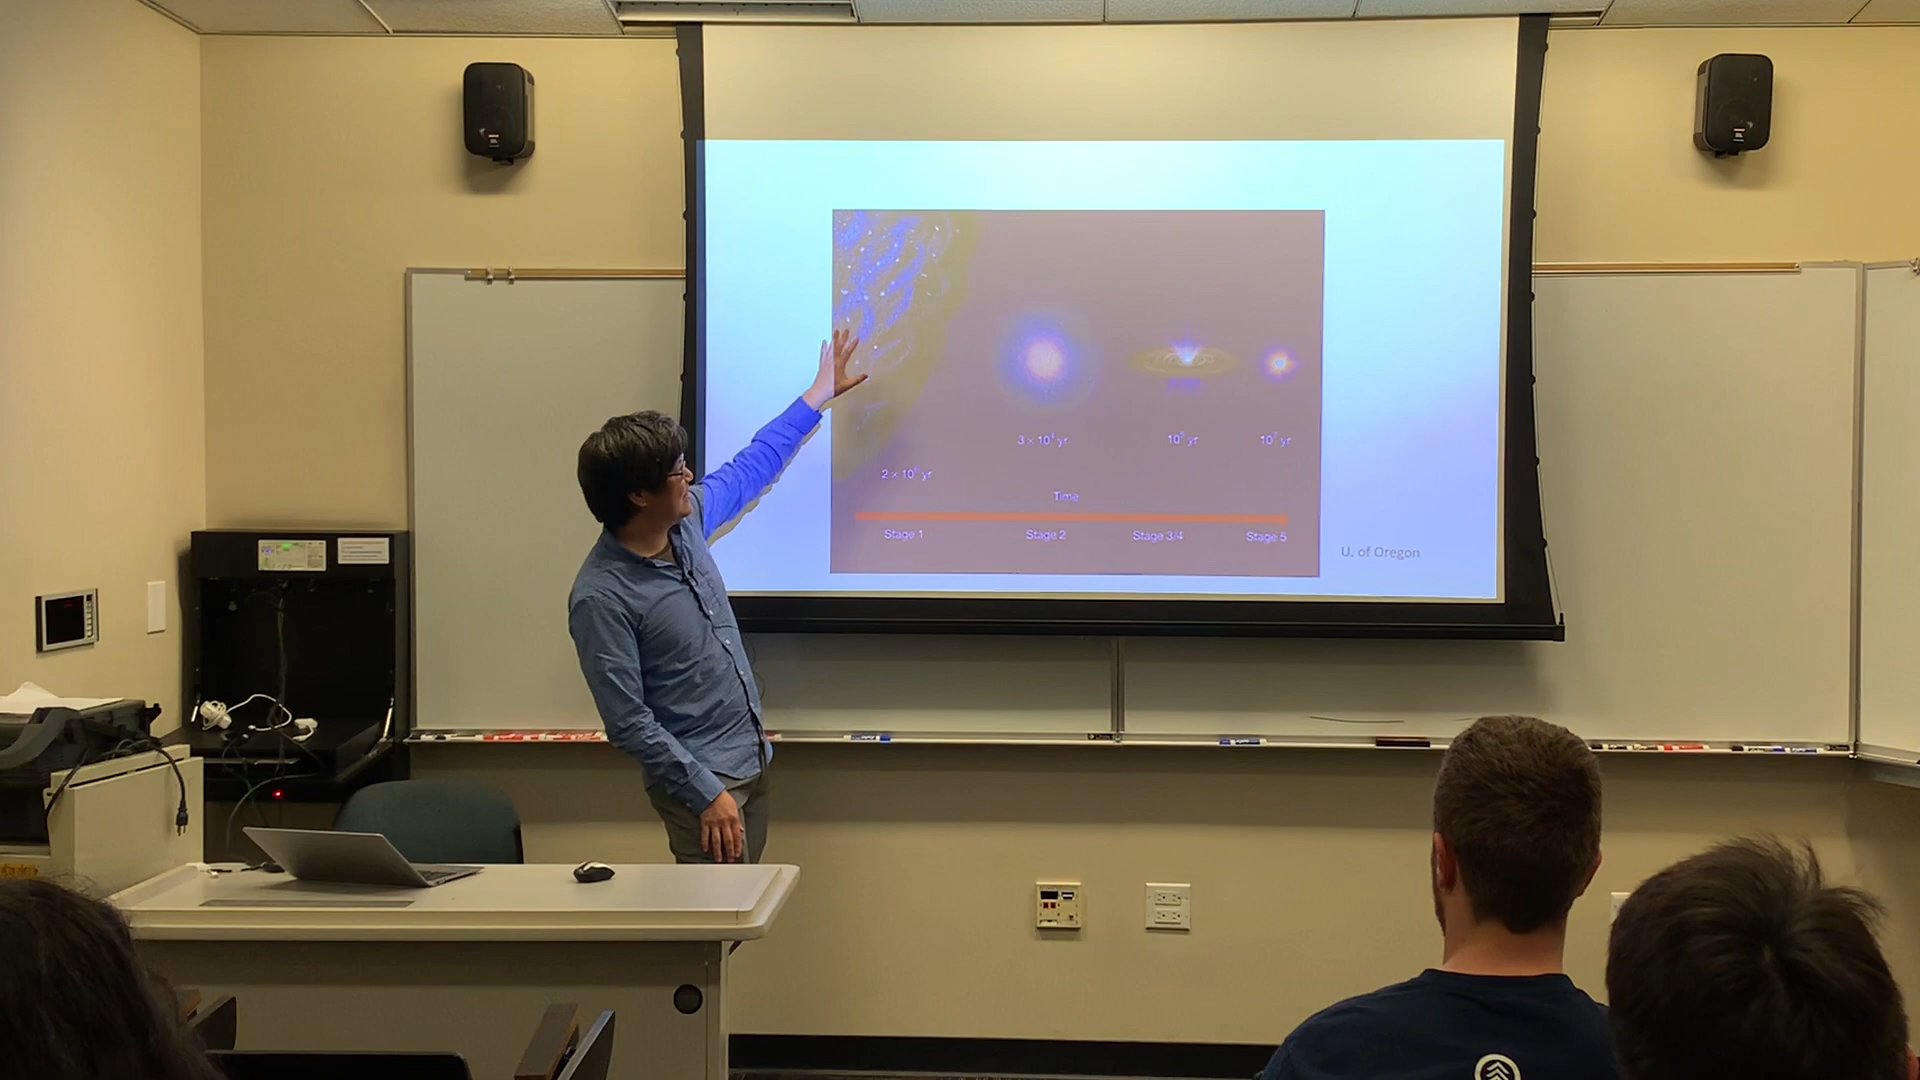 3 × 10⁴ yr
10⁵ yr
10⁷ yr
2 × 10⁶ yr
Time
Stage 1
Stage 2
Stage 3/4
Stage 5
U. of Oregon